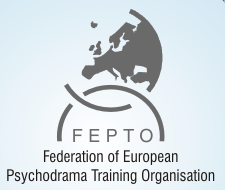 FEPTO
Federation of European
Psychodrama Training Organisation